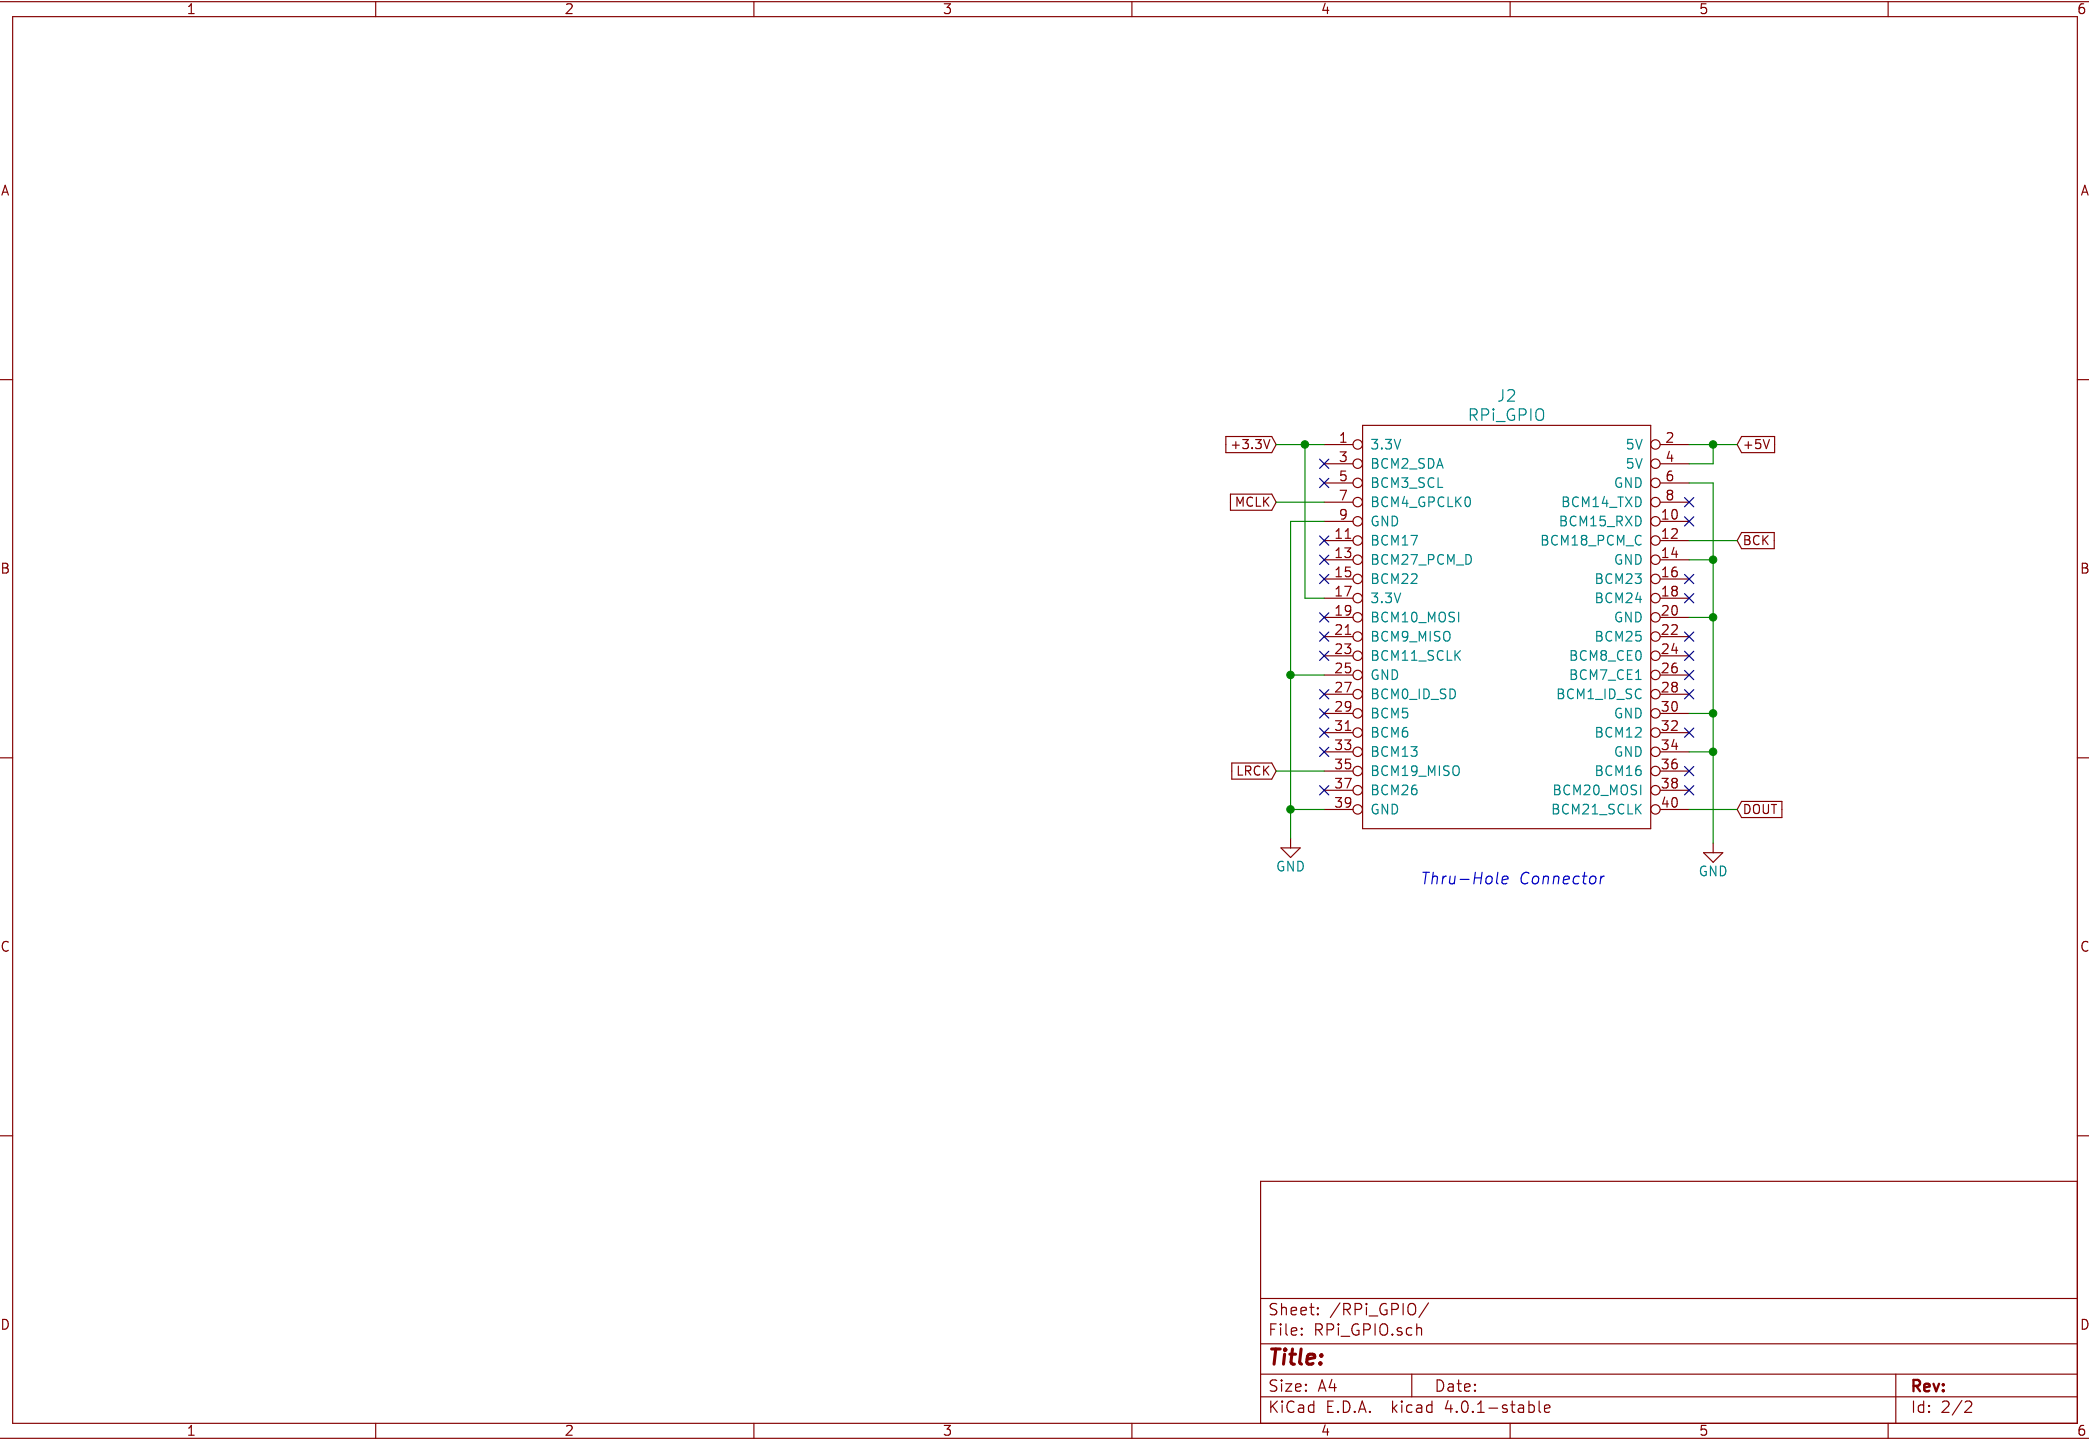 1 2 3 4 5 6
A A
J2
RPi_GPIO
+3.3V 1 3.3V 5V 2 +5V
3 BCM2_SDA 5V 4
5 BCM3_SCL GND 6
MCLK 7 BCM4_GPCLK0 BCM14_TXD 8
9 GND BCM15_RXD 10
11 BCM17 BCM18_PCM_C 12 BCK
13 BCM27_PCM_D GND 14
B B
15 BCM22 BCM23 16
17 3.3V BCM24 18
19 BCM10_MOSI GND 20
21 BCM9_MISO BCM25 22
23 BCM11_SCLK BCM8_CE0 24
25 GND BCM7_CE1 26
27 BCM0_ID_SD BCM1_ID_SC 28
29 BCM5 GND 30
31 BCM6 BCM12 32
33 BCM13 GND 34
LRCK 35 BCM19_MISO BCM16 36
37 BCM26 BCM20_MOSI 38
39 GND BCM21_SCLK 40 DOUT
GND GND
Thru-Hole Connector
C C
Sheet: /RPi_GPIO/
D D
File: RPi_GPIO.sch
Title:
Size: A4 Date: Rev:
KiCad E.D.A. kicad 4.0.1-stable Id: 2/2
1 2 3 4 5 6